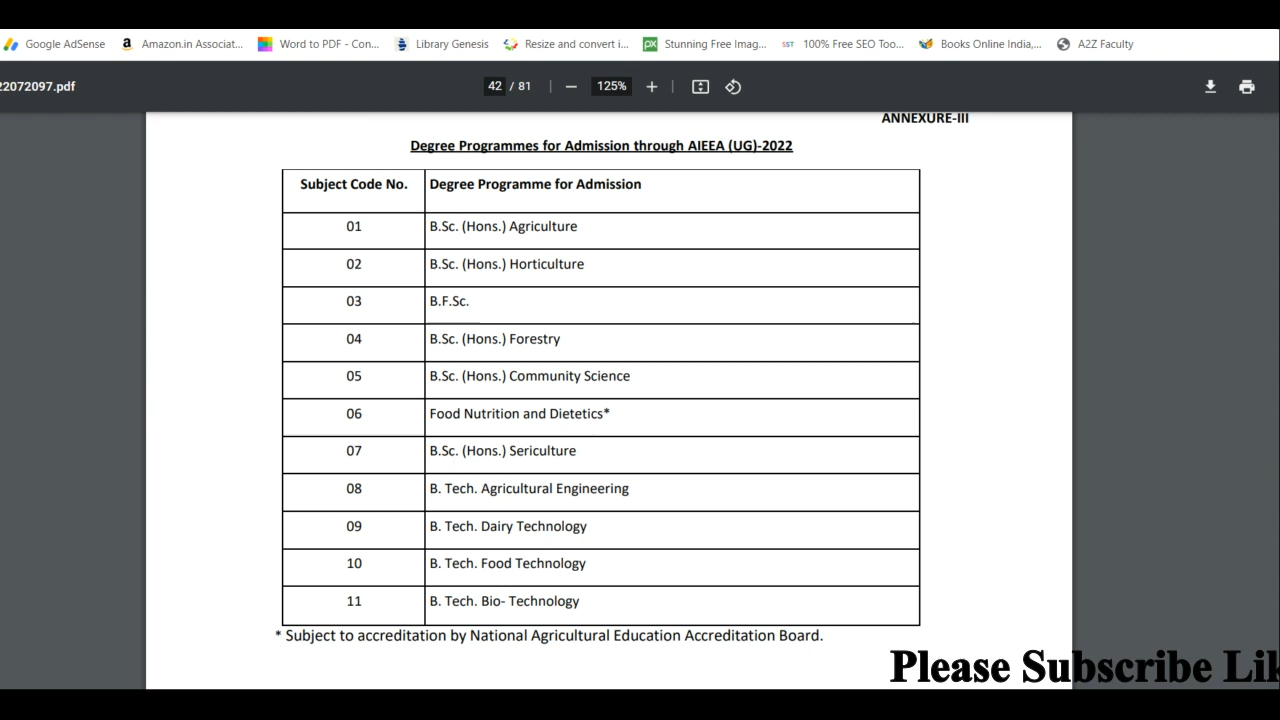 Google AdSense Amazon.in Associat... Word to PDF - Con... Library Genesis Resize and convert i... Stunning Free Imag... 100% Free SEO Too... Books Online India,... A2Z Faculty
22072097.pdf 42 / 81 — 125% +
ANNEXURE-III
Degree Programmes for Admission through AIEEA (UG)-2022
Subject Code No. Degree Programme for Admission
01 B.Sc. (Hons.) Agriculture
02 B.Sc. (Hons.) Horticulture
03 B.F.Sc.
04 B.Sc. (Hons.) Forestry
05 B.Sc. (Hons.) Community Science
06 Food Nutrition and Dietetics*
07 B.Sc. (Hons.) Sericulture
08 B. Tech. Agricultural Engineering
09 B. Tech. Dairy Technology
10 B. Tech. Food Technology
11 B. Tech. Bio- Technology
* Subject to accreditation by National Agricultural Education Accreditation Board.
Please Subscribe Lik